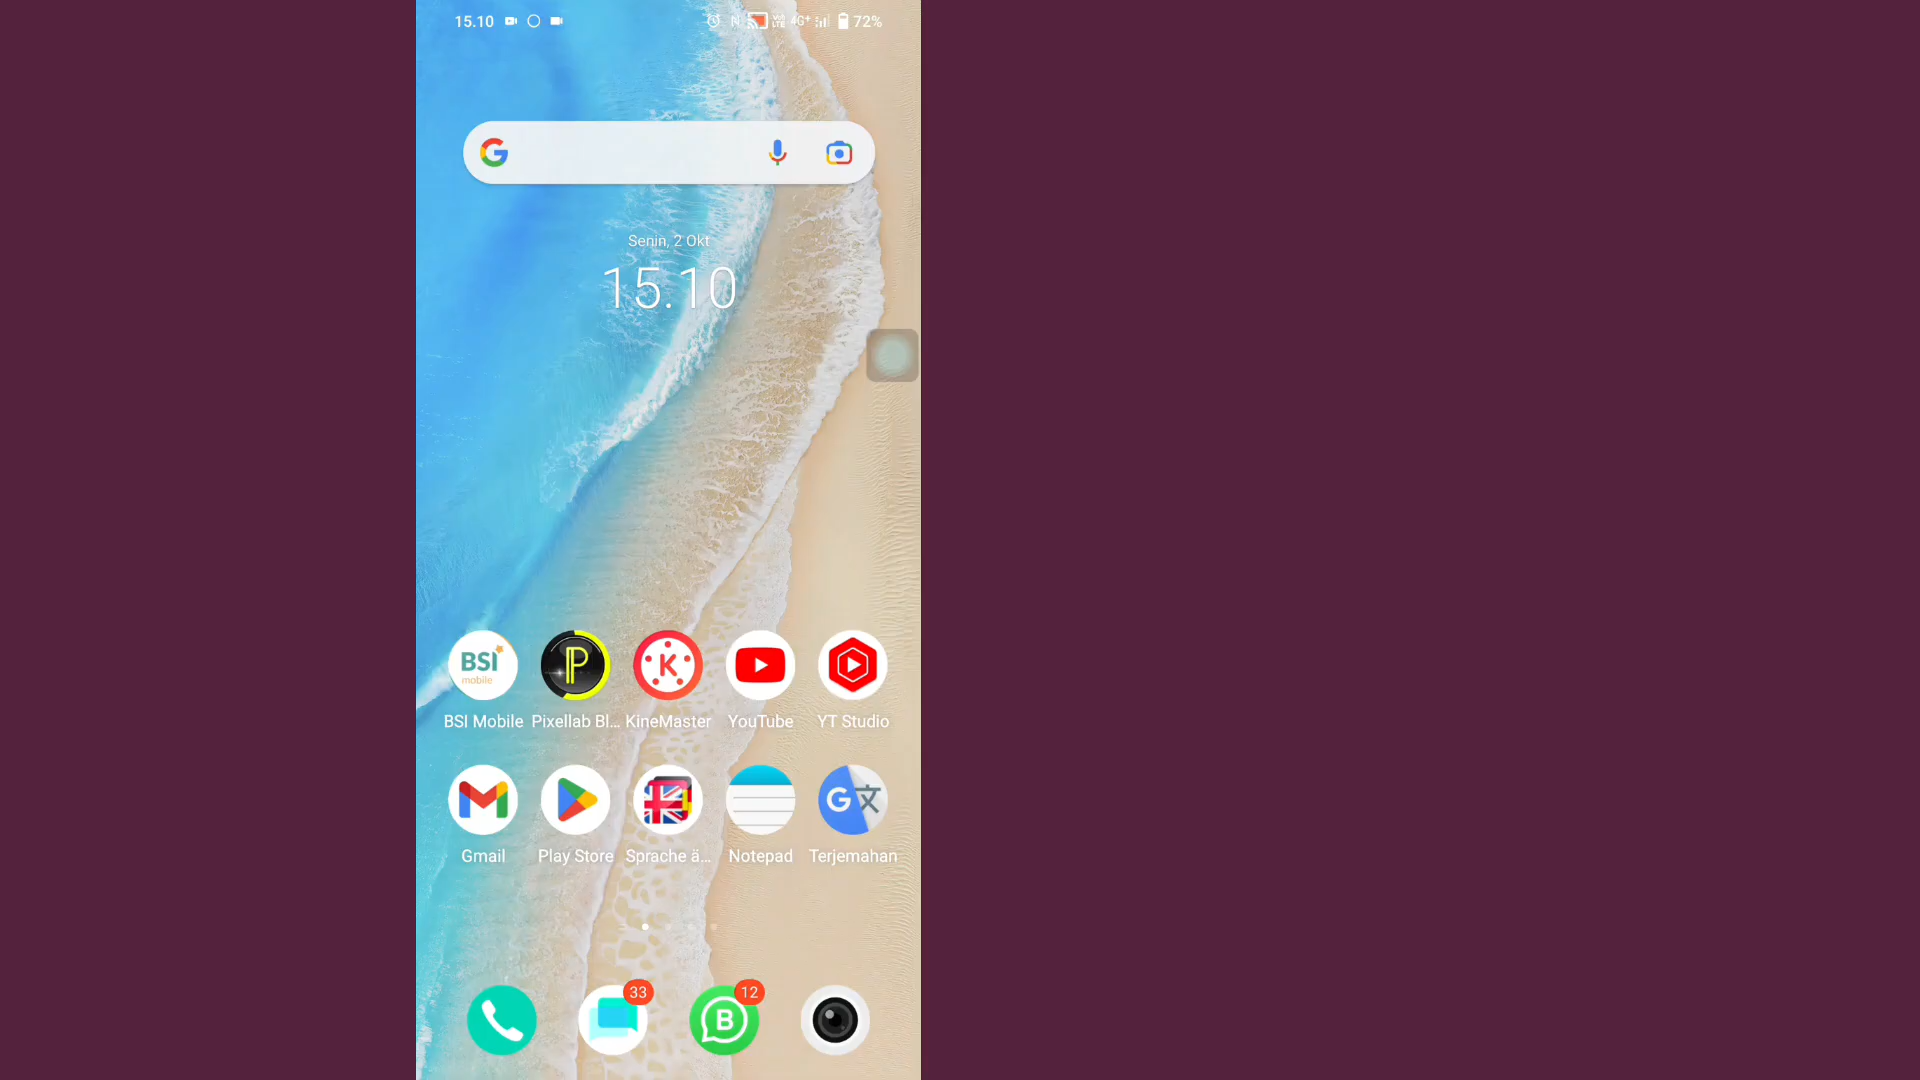 15.10 4G+ 72%
Senin, 2 Okt
15.10
BSI mobile
BSI Mobile Pixellab Bl... KineMaster YouTube YT Studio
Gmail Play Store Sprache ä... Notepad Terjemahan
33 12